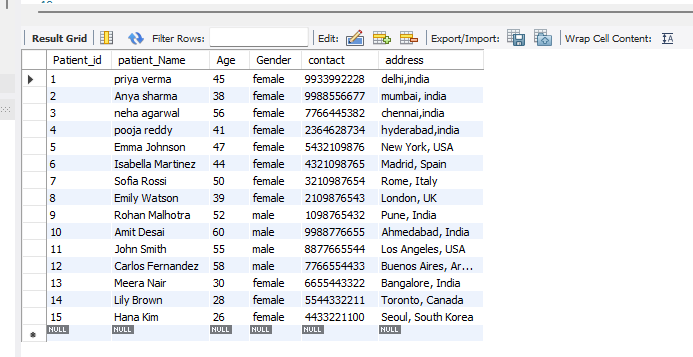 Result Grid Filter Rows: Edit: Export/Import: Wrap Cell Content: IA
Patient_id patient_Name Age Gender contact address
1 priya verma 45 female 9933992228 delhi,india
2 Anya sharma 38 female 9988556677 mumbai, india
3 neha agarwal 56 female 7766445382 chennai,india
4 pooja reddy 41 female 2364628734 hyderabad,india
5 Emma Johnson 47 female 5432109876 New York, USA
6 Isabella Martinez 44 female 4321098765 Madrid, Spain
7 Sofia Rossi 50 female 3210987654 Rome, Italy
8 Emily Watson 39 female 2109876543 London, UK
9 Rohan Malhotra 52 male 1098765432 Pune, India
10 Amit Desai 60 male 9988776655 Ahmedabad, India
11 John Smith 55 male 8877665544 Los Angeles, USA
12 Carlos Fernandez 58 male 7766554433 Buenos Aires, Ar...
13 Meera Nair 30 female 6655443322 Bangalore, India
14 Lily Brown 28 female 5544332211 Toronto, Canada
15 Hana Kim 26 female 4433221100 Seoul, South Korea
NULL NULL NULL NULL NULL NULL